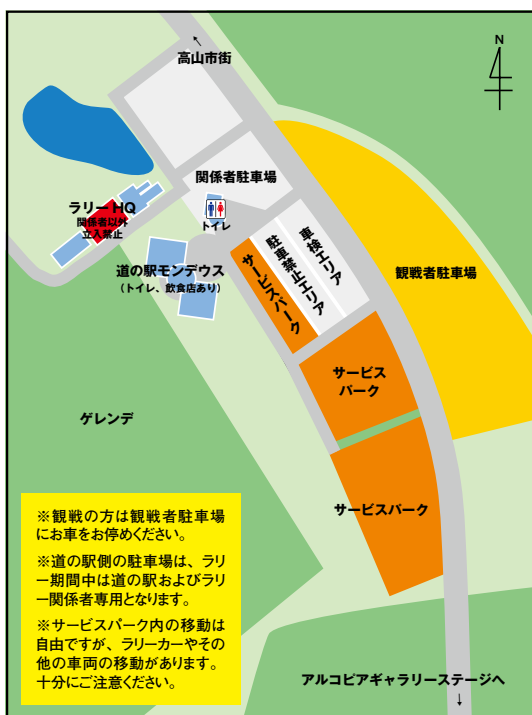 N
↑
高山市街
関係者駐車場
ラリー HQ
関係者以外
立入禁止
トイレ
道の駅モンデウス
（トイレ、飲食店あり）
サービスパーク
駐車禁止エリア
車検エリア
観戦者駐車場
サービス
パーク
ゲレンデ
サービスパーク
※観戦の方は観戦者駐車場
にお車をお停めください。
※道の駅側の駐車場は、ラリ
ー期間中は道の駅およびラリ
ー関係者専用となります。
※サービスパーク内の移動は
自由ですが、ラリーカーやその
他の車両の移動があります。
十分にご注意ください。
アルコピアギャラリーステージへ
↓